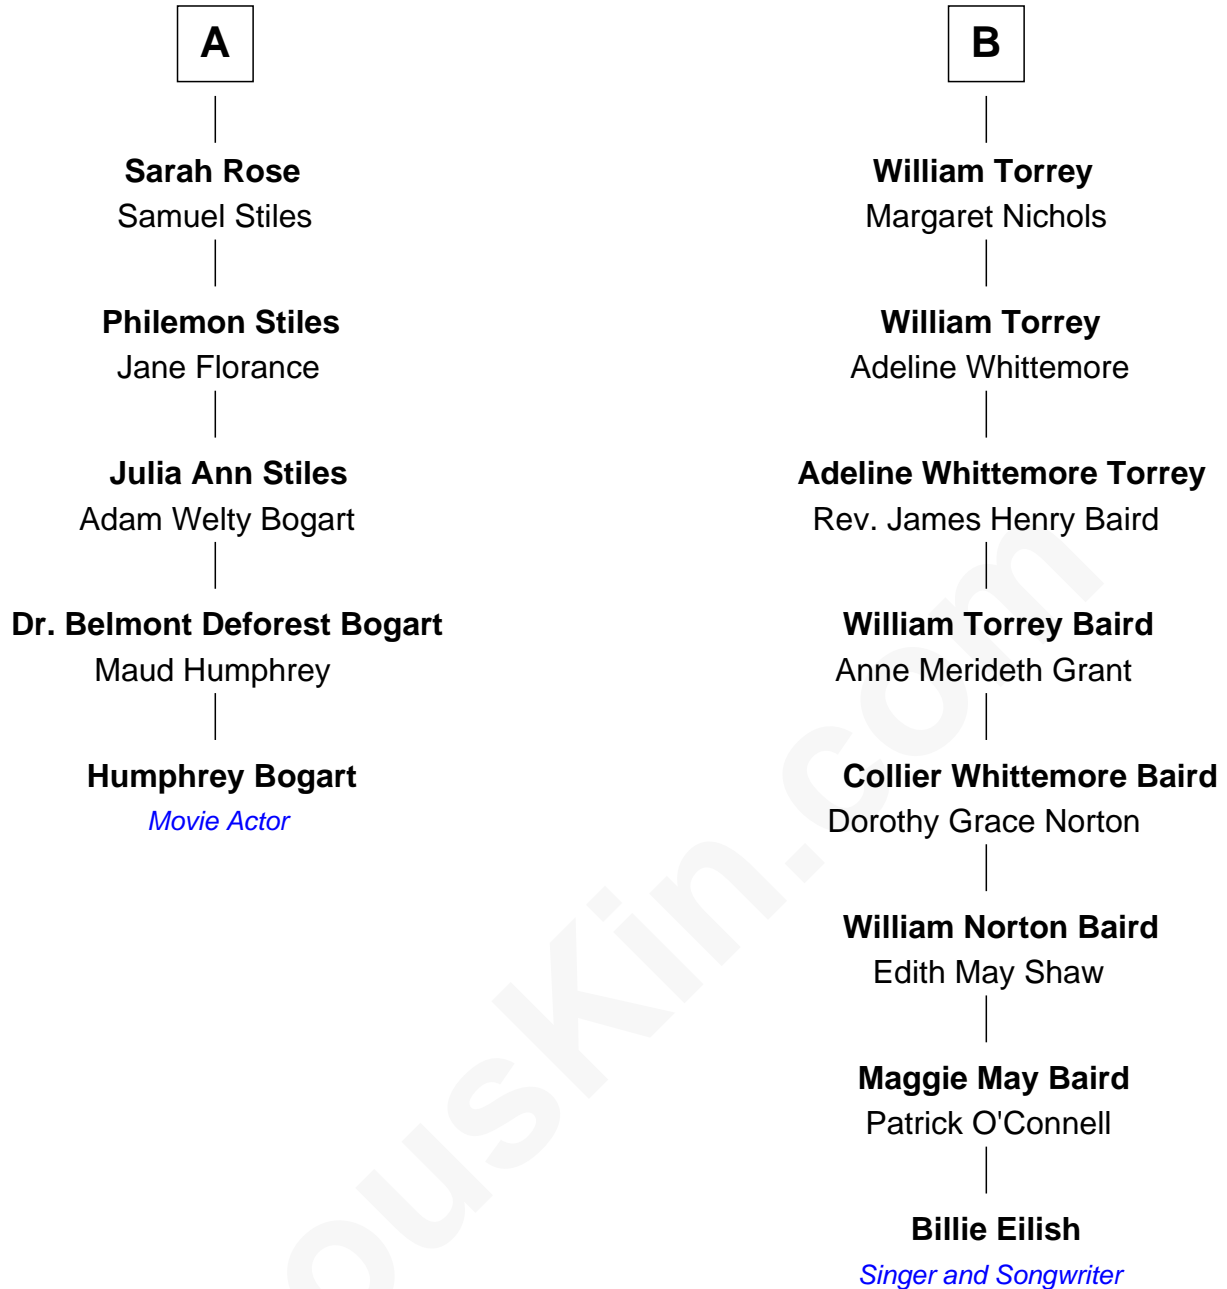 A
Sarah Rose
Samuel Stiles
Philemon Stiles
Jane Florance
Julia Ann Stiles
Adam Welty Bogart
Dr. Belmont Deforest Bogart
Maud Humphrey
Humphrey Bogart
Movie Actor
B
William Torrey
Margaret Nichols
William Torrey
Adeline Whittemore
Adeline Whittemore Torrey
Rev. James Henry Baird
William Torrey Baird
Anne Merideth Grant
Collier Whittemore Baird
Dorothy Grace Norton
William Norton Baird
Edith May Shaw
Maggie May Baird
Patrick O'Connell
Billie Eilish
Singer and Songwriter
ousKin.com